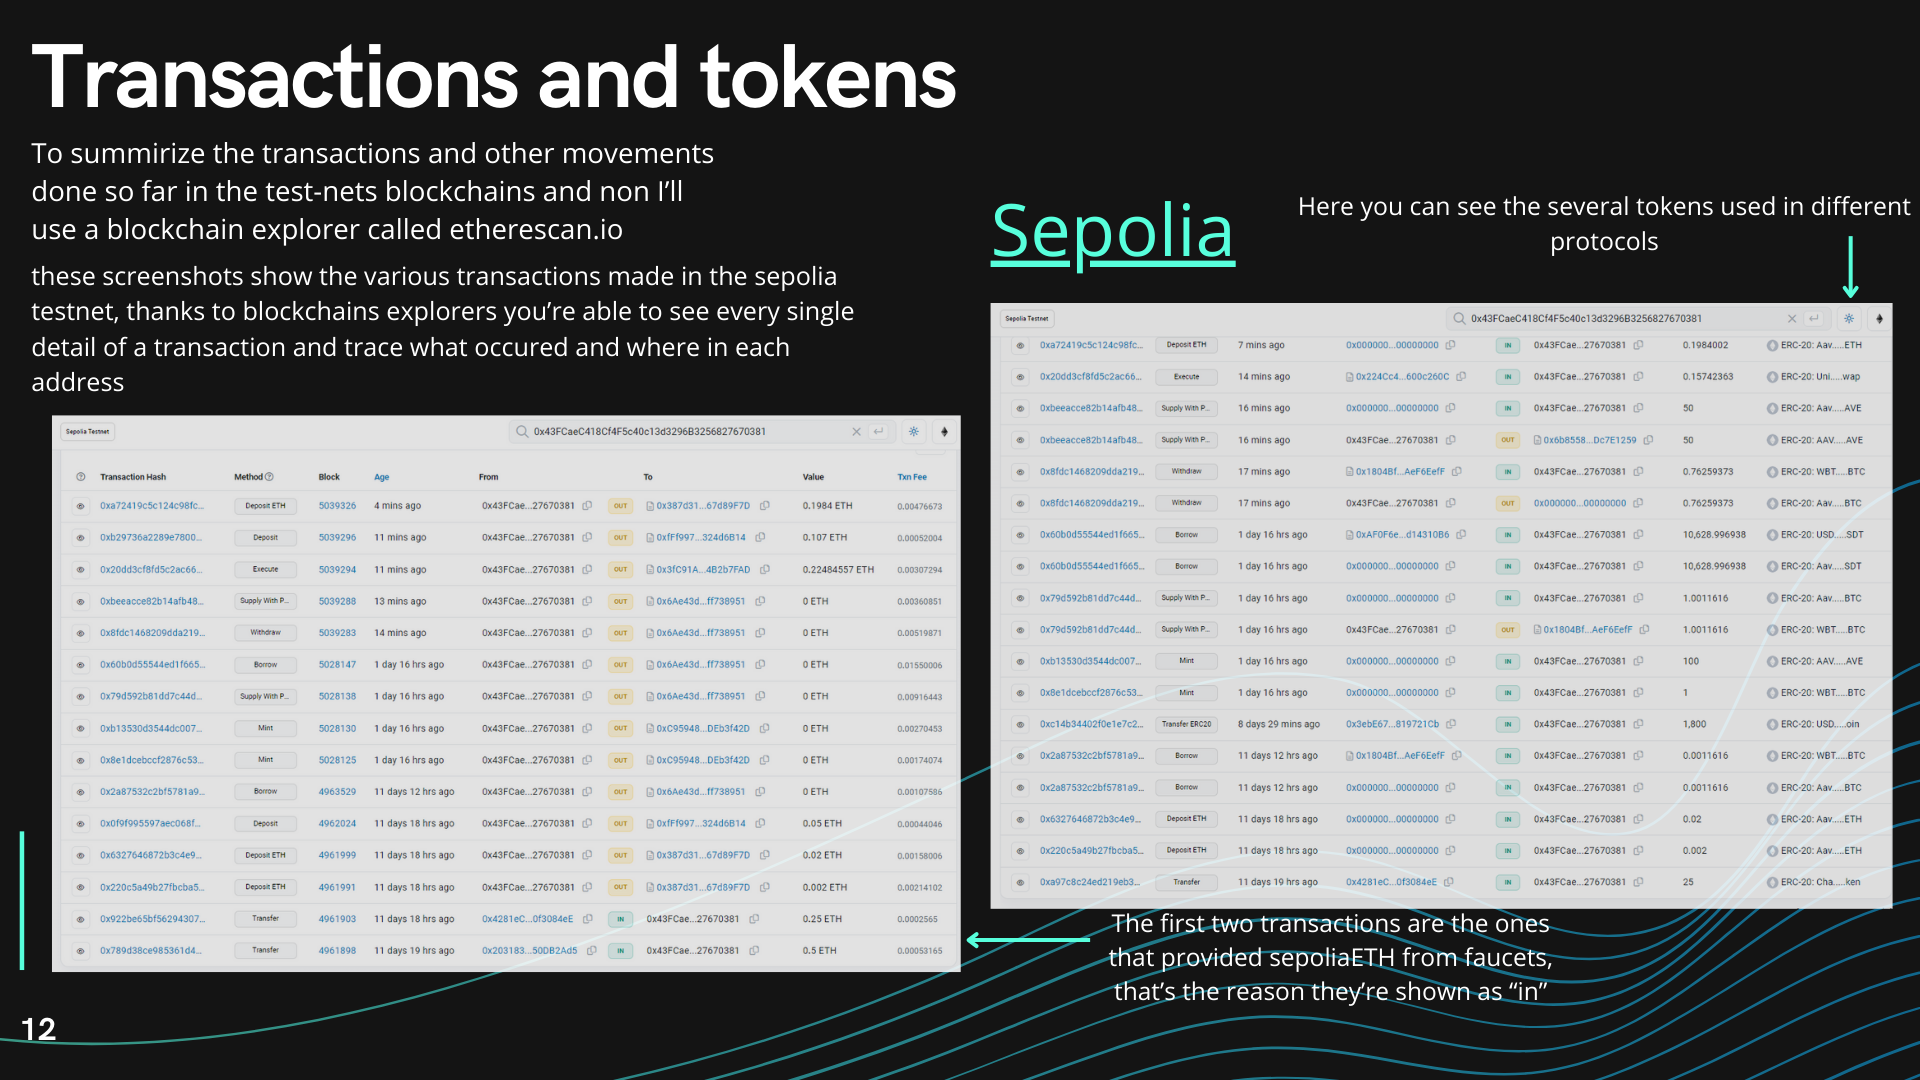 Transactions and tokens
To summirize the transactions and other movements
done so far in the test-nets blockchains and non I’ll
use a blockchain explorer called etherescan.io
these screenshots show the various transactions made in the sepolia
testnet, thanks to blockchains explorers you’re able to see every single
detail of a transaction and trace what occured and where in each
address
Sepolia Testnet 0x43FCaeC418Cf4F5c40c13d3296B3256827670381
Transaction Hash Method Block Age From To Value Txn Fee
0xa72419c5c124c98fc... Deposit ETH 5039326 4 mins ago 0x43FCae...27670381 OUT 0x387d31...67d89F7D 0.1984 ETH 0.00476673
0xb29736a2289e7800... Deposit 5039296 11 mins ago 0x43FCae...27670381 OUT 0xfFf997...324d6B14 0.107 ETH 0.00052004
0x20dd3cf8fd5c2ac66... Execute 5039294 11 mins ago 0x43FCae...27670381 OUT 0x3fC91A...4B2b7FAD 0.22484557 ETH 0.00307294
0xbeeacce82b14afb48... Supply With P... 5039288 13 mins ago 0x43FCae...27670381 OUT 0x6Ae43d...ff738951 0 ETH 0.00360851
0x8fdc1468209dda219... Withdraw 5039283 14 mins ago 0x43FCae...27670381 OUT 0x6Ae43d...ff738951 0 ETH 0.00519871
0x60b0d55544ed1f665... Borrow 5028147 1 day 16 hrs ago 0x43FCae...27670381 OUT 0x6Ae43d...ff738951 0 ETH 0.01550006
0x79d592b81dd7c44d... Supply With P... 5028138 1 day 16 hrs ago 0x43FCae...27670381 OUT 0x6Ae43d...ff738951 0 ETH 0.00916443
0xb13530d3544dc007... Mint 5028130 1 day 16 hrs ago 0x43FCae...27670381 OUT 0xC95948...DEb3f42D 0 ETH 0.00270453
0x8e1dcebccf2876c53... Mint 5028125 1 day 16 hrs ago 0x43FCae...27670381 OUT 0xC95948...DEb3f42D 0 ETH 0.00174074
0x2a87532c2bf5781a9... Borrow 4963529 11 days 12 hrs ago 0x43FCae...27670381 OUT 0x6Ae43d...ff738951 0 ETH 0.00107586
0x0f9f995597aec068f... Deposit 4962024 11 days 18 hrs ago 0x43FCae...27670381 OUT 0xfFf997...324d6B14 0.05 ETH 0.00044046
0x6327646872b3c4e9... Deposit ETH 4961999 11 days 18 hrs ago 0x43FCae...27670381 OUT 0x387d31...67d89F7D 0.02 ETH 0.00158006
0x220c5a49b27fbcba5... Deposit ETH 4961991 11 days 18 hrs ago 0x43FCae...27670381 OUT 0x387d31...67d89F7D 0.002 ETH 0.00214102
0x922be65bf56294307... Transfer 4961903 11 days 18 hrs ago 0x4281eC...0f3084eE IN 0x43FCae...27670381 0.25 ETH 0.0002565
0x789d38ce985361d4... Transfer 4961898 11 days 19 hrs ago 0x203183...50DB2Ad5 IN 0x43FCae...27670381 0.5 ETH 0.00053165
12
Sepolia
Here you can see the several tokens used in different
protocols
Sepolia Testnet 0x43FCaeC418Cf4F5c40c13d3296B3256827670381
0xa72419c5c124c98fc... Deposit ETH 7 mins ago 0x000000...00000000 IN 0x43FCae...27670381 0.1984002 ERC-20: Aav.....ETH
0x20dd3cf8fd5c2ac66... Execute 14 mins ago 0x224Cc4...600c260C IN 0x43FCae...27670381 0.15742363 ERC-20: Uni.....wap
0xbeeacce82b14afb48... Supply With P... 16 mins ago 0x000000...00000000 IN 0x43FCae...27670381 50 ERC-20: Aav.....AVE
0xbeeacce82b14afb48... Supply With P... 16 mins ago 0x43FCae...27670381 OUT 0x6b8558...Dc7E1259 50 ERC-20: AAV.....AVE
0x8fdc1468209dda219... Withdraw 17 mins ago 0x1804Bf...AeF6EefF IN 0x43FCae...27670381 0.76259373 ERC-20: WBT.....BTC
0x8fdc1468209dda219... Withdraw 17 mins ago 0x43FCae...27670381 OUT 0x000000...00000000 0.76259373 ERC-20: Aav.....BTC
0x60b0d55544ed1f665... Borrow 1 day 16 hrs ago 0xAF0F6e...d14310B6 IN 0x43FCae...27670381 10,628.996938 ERC-20: USD.....SDT
0x60b0d55544ed1f665... Borrow 1 day 16 hrs ago 0x000000...00000000 IN 0x43FCae...27670381 10,628.996938 ERC-20: Aav.....SDT
0x79d592b81dd7c44d... Supply With P... 1 day 16 hrs ago 0x000000...00000000 IN 0x43FCae...27670381 1.0011616 ERC-20: Aav.....BTC
0x79d592b81dd7c44d... Supply With P... 1 day 16 hrs ago 0x43FCae...27670381 OUT 0x1804Bf...AeF6EefF 1.0011616 ERC-20: WBT.....BTC
0xb13530d3544dc007... Mint 1 day 16 hrs ago 0x000000...00000000 IN 0x43FCae...27670381 100 ERC-20: AAV.....AVE
0x8e1dcebccf2876c53... Mint 1 day 16 hrs ago 0x000000...00000000 IN 0x43FCae...27670381 1 ERC-20: WBT.....BTC
0xc14b34402f0e1e7c2... Transfer ERC20 8 days 29 mins ago 0x3ebE67...819721Cb IN 0x43FCae...27670381 1,800 ERC-20: USD.....oin
0x2a87532c2bf5781a9... Borrow 11 days 12 hrs ago 0x1804Bf...AeF6EefF IN 0x43FCae...27670381 0.0011616 ERC-20: WBT.....BTC
0x2a87532c2bf5781a9... Borrow 11 days 12 hrs ago 0x000000...00000000 IN 0x43FCae...27670381 0.0011616 ERC-20: Aav.....BTC
0x6327646872b3c4e9... Deposit ETH 11 days 18 hrs ago 0x000000...00000000 IN 0x43FCae...27670381 0.02 ERC-20: Aav.....ETH
0x220c5a49b27fbcba5... Deposit ETH 11 days 18 hrs ago 0x000000...00000000 IN 0x43FCae...27670381 0.002 ERC-20: Aav.....ETH
0xa97c8c24ed219eb3... Transfer 11 days 19 hrs ago 0x4281eC...0f3084eE IN 0x43FCae...27670381 25 ERC-20: Cha.....ken
The first two transactions are the ones
that provided sepoliaETH from faucets,
that’s the reason they’re shown as “in”